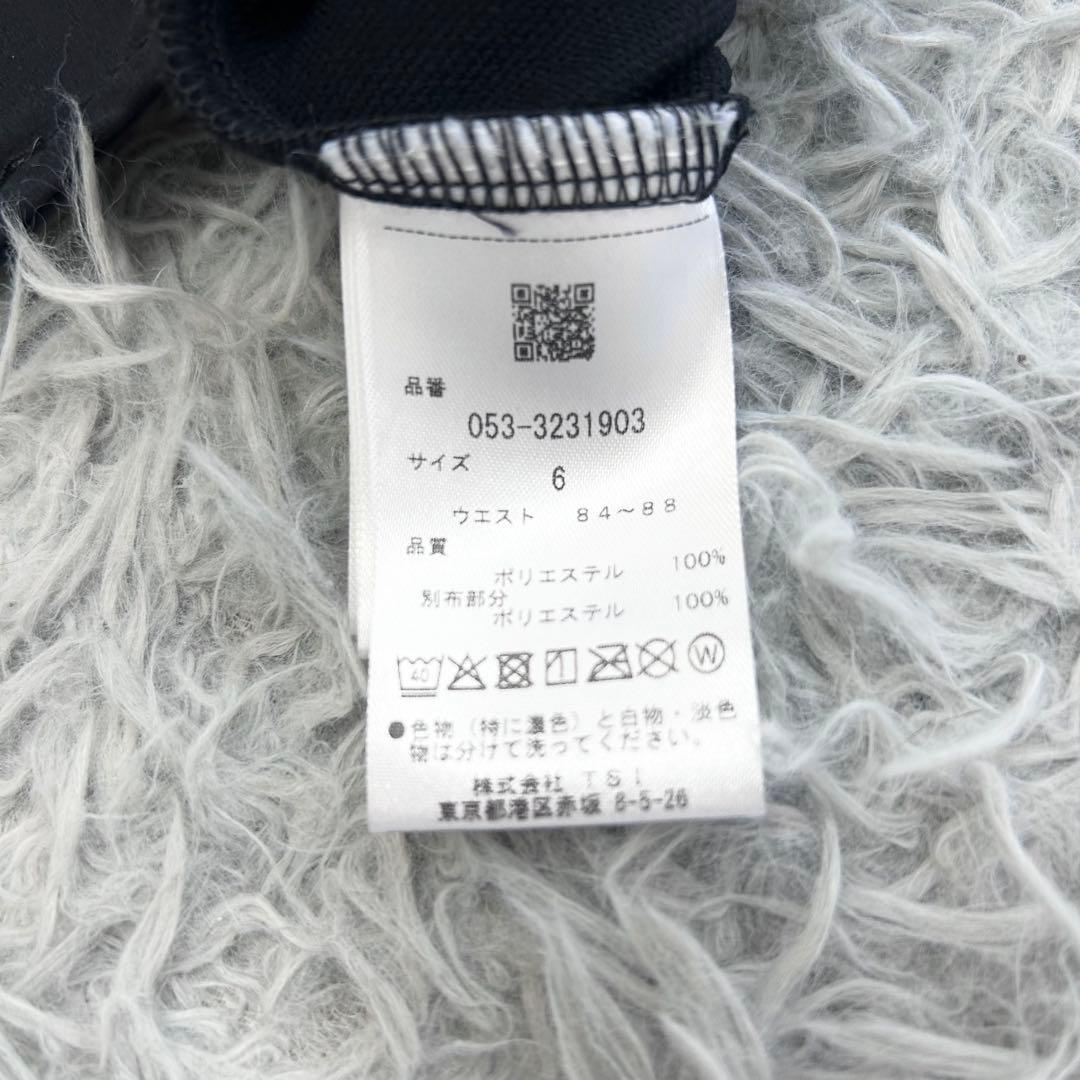 品番
053-3231903
サイズ
6
ウエスト 84～88
品質
ポリエステル 100%
別布部分
ポリエステル 100%
40
W
●色物（特に濃色）と白物・淡色
物は分けて洗ってください。
株式会社 TSI
東京都港区赤坂 8-5-26